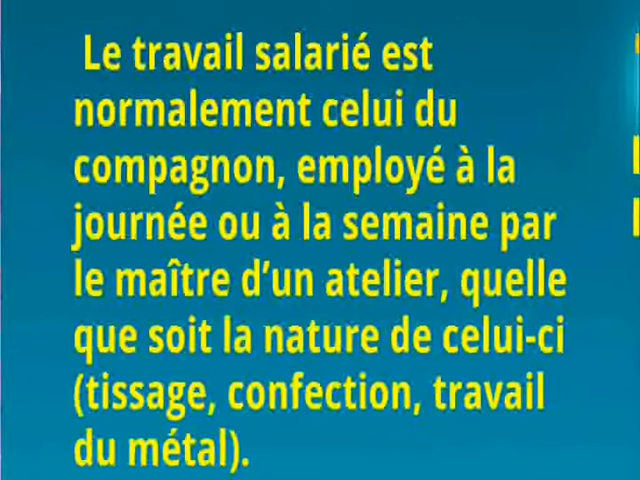 Le travail salarié est
normalement celui du
compagnon, employé à la
journée ou à la semaine par
le maître d’un atelier, quelle
que soit la nature de celui-ci
(tissage, confection, travail
du métal).